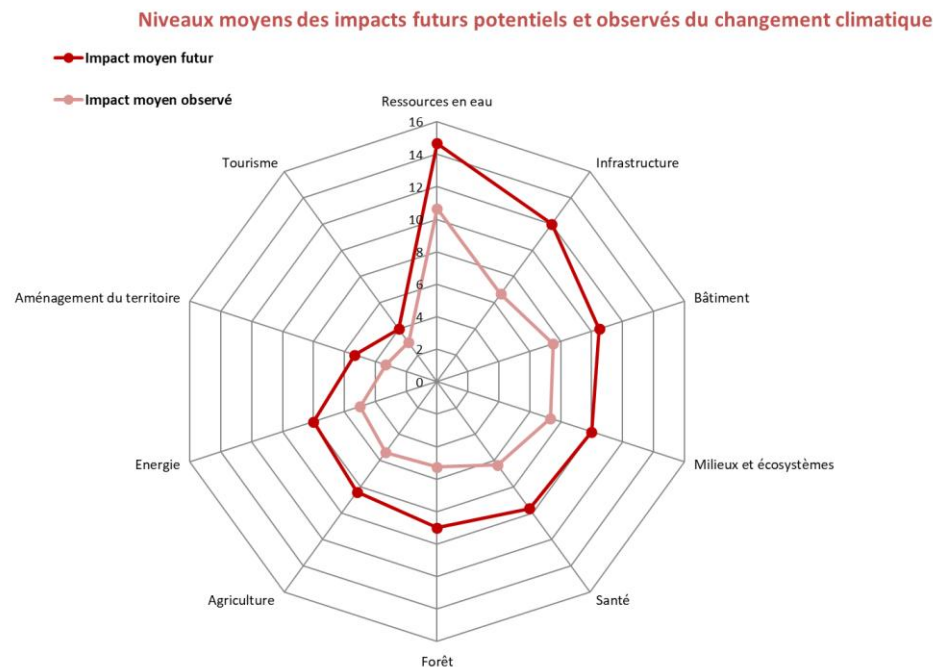 Niveaux moyens des impacts futurs potentiels et observés du changement climatique
Impact moyen futur
Impact moyen observé
Ressources en eau
16
14
12
10
8
6
4
2
0
Infrastructure
Bâtiment
Milieux et écosystèmes
Santé
Forêt
Agriculture
Energie
Aménagement du territoire
Tourisme